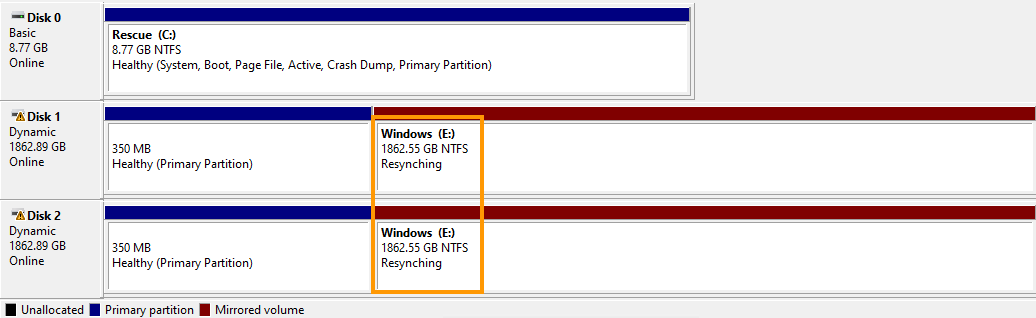 Disk 0
Basic
8.77 GB
Online
Rescue (C:)
8.77 GB NTFS
Healthy (System, Boot, Page File, Active, Crash Dump, Primary Partition)
Disk 1
Dynamic
1862.89 GB
Online
350 MB
Healthy (Primary Partition)
Windows (E:)
1862.55 GB NTFS
Resynching
Disk 2
Dynamic
1862.89 GB
Online
350 MB
Healthy (Primary Partition)
Windows (E:)
1862.55 GB NTFS
Resynching
Unallocated Primary partition Mirrored volume